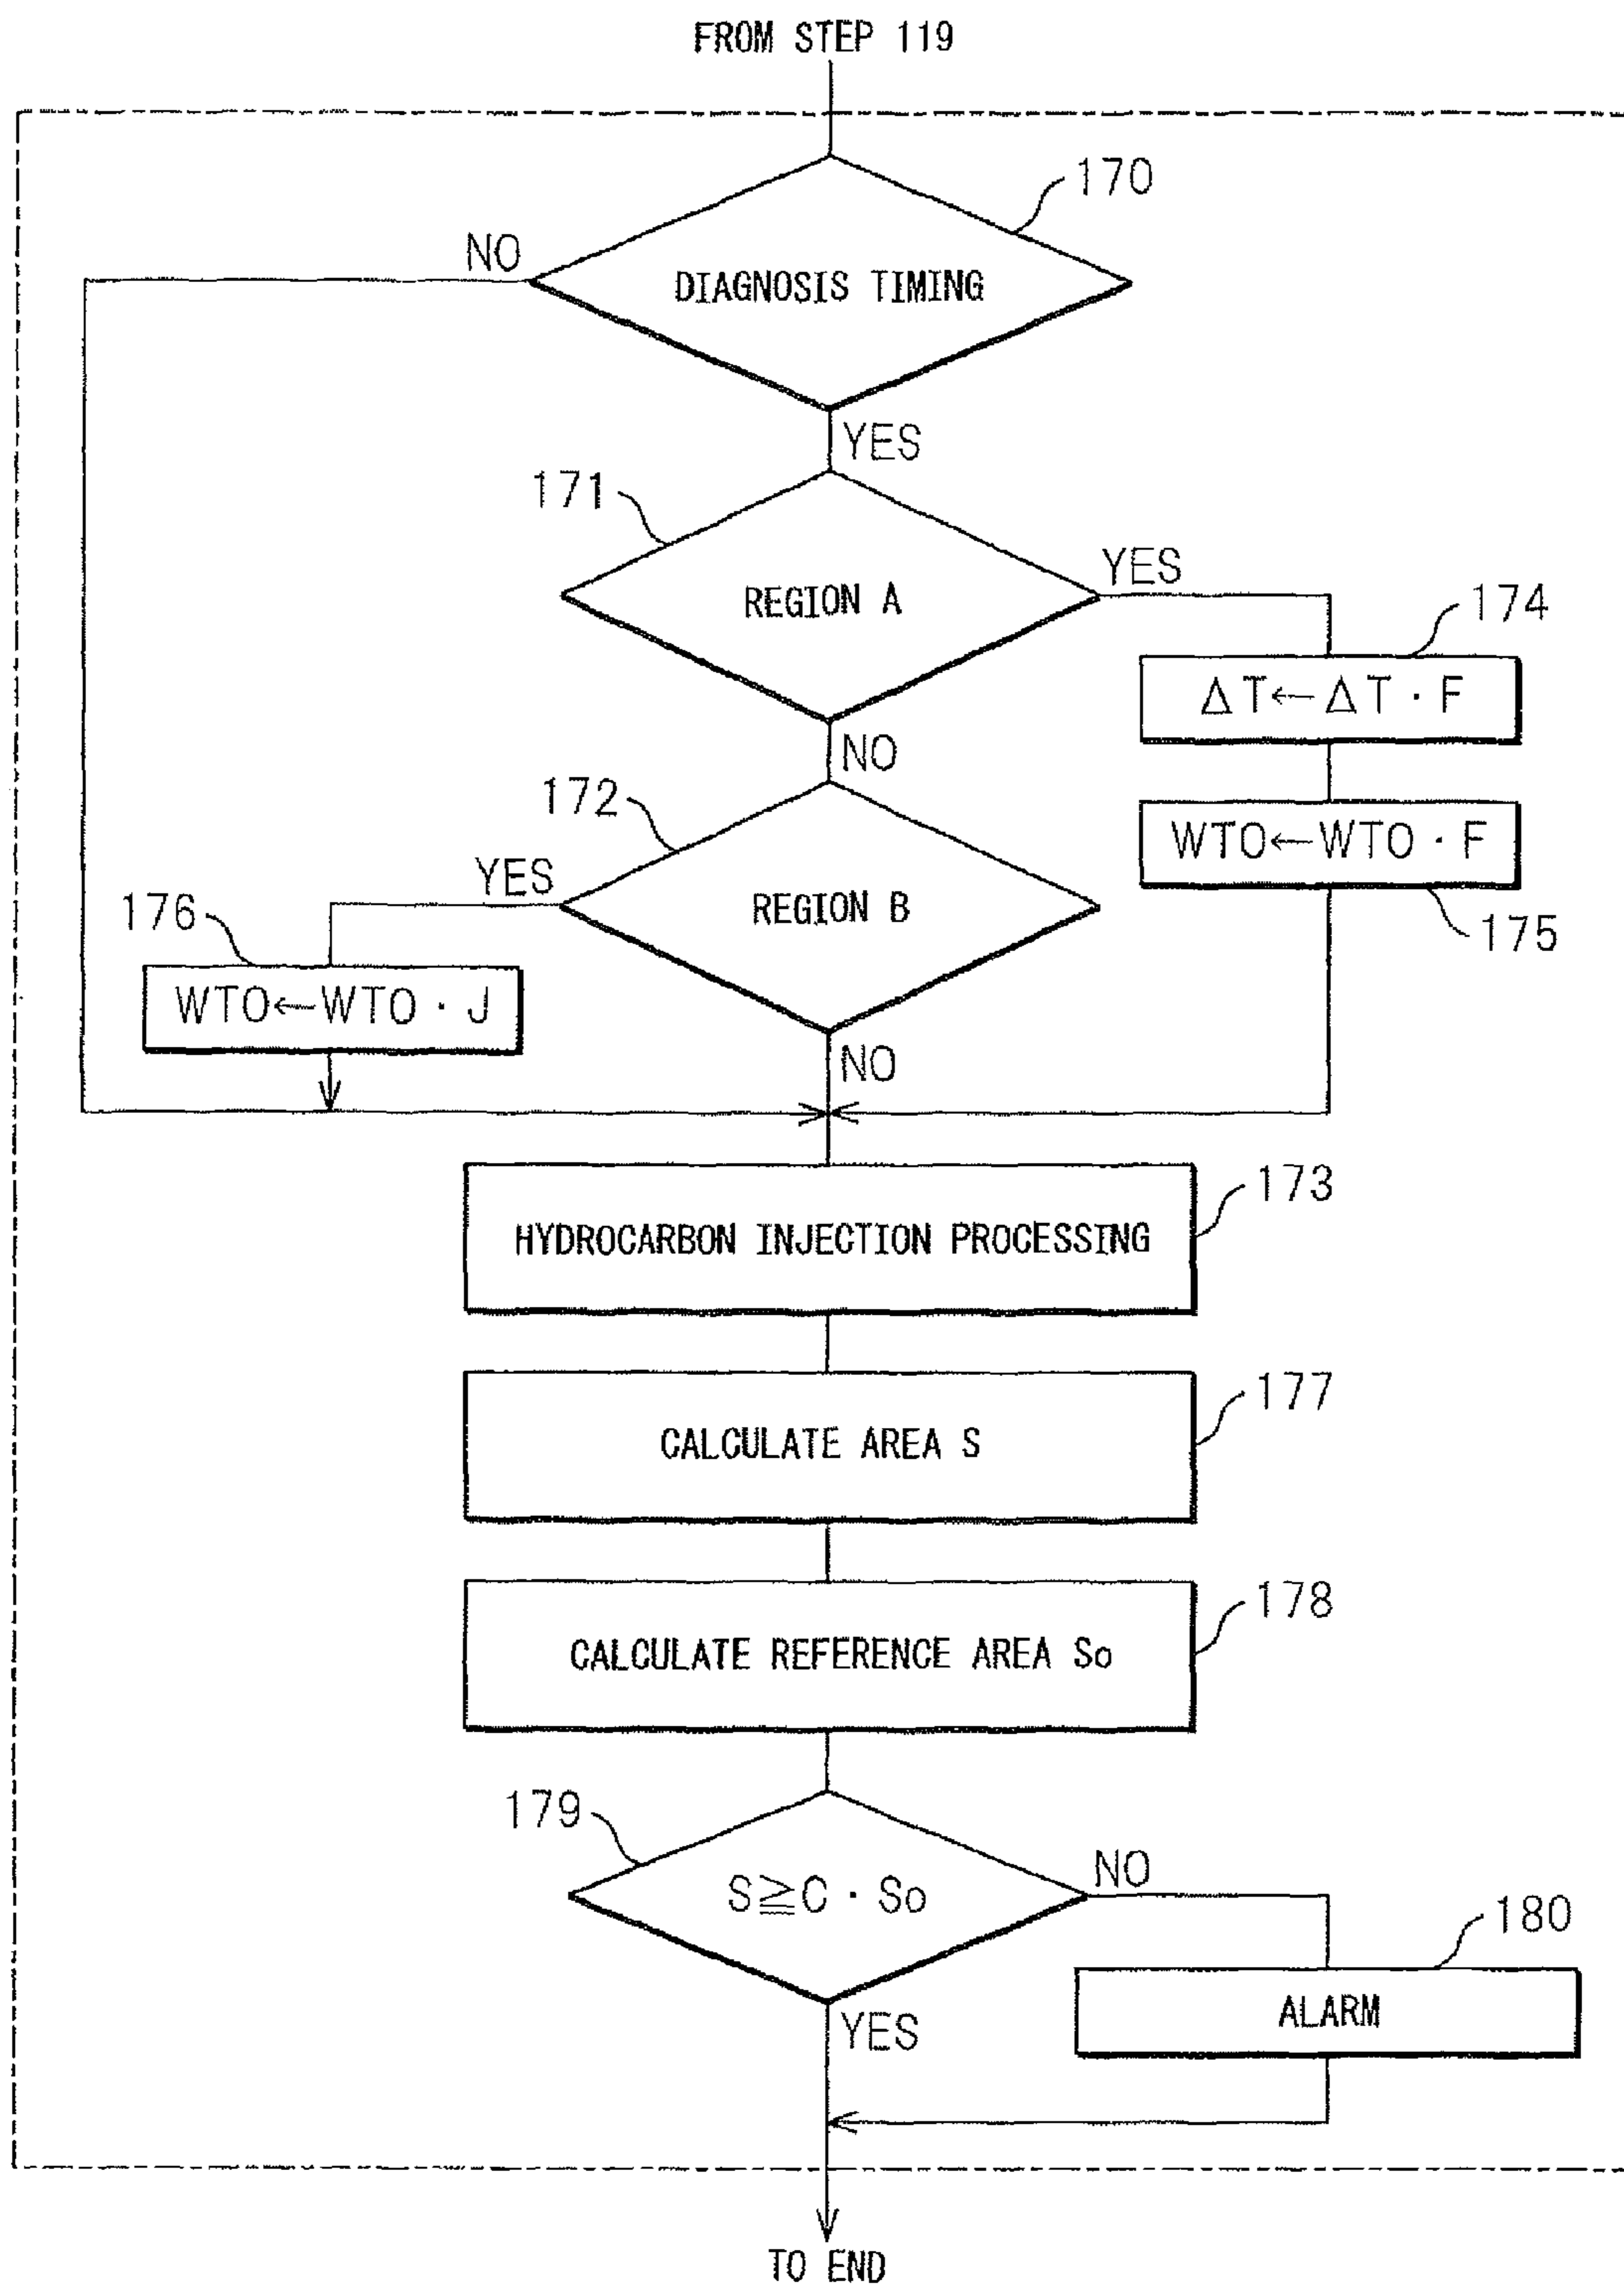 FROM STEP 119
170
NO
DIAGNOSIS TIMING
YES
171
YES
REGION A
174
ΔT←ΔT・F
NO
172
WTO←WTO・F
YES
REGION B
175
176
WTO←WTO・J
NO
173
HYDROCARBON INJECTION PROCESSING
177
CALCULATE AREA S
178
CALCULATE REFERENCE AREA So
179
NO
S≧C・So
180
ALARM
YES
TO END